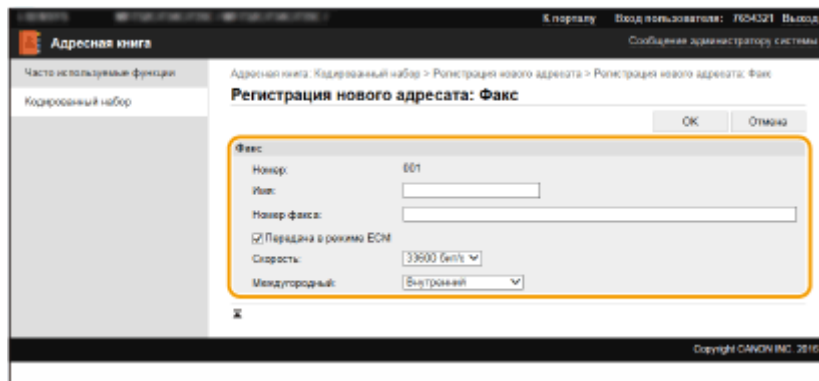 К порталу Вход пользователя: 7654321 Выход
Адресная книга Сообщение администратору системы
Часто используемые функции
Кодированный набор
Адресная книга: Кодированный набор > Регистрация нового адресата > Регистрация нового адресата: Факс
Регистрация нового адресата: Факс
OK Отмена
Факс
Номер: 001
Имя:
Номер факса:
Передача в режиме ECM
Скорость: 33600 бит/с
Междугородный: Внутренний
Copyright CANON INC. 2016